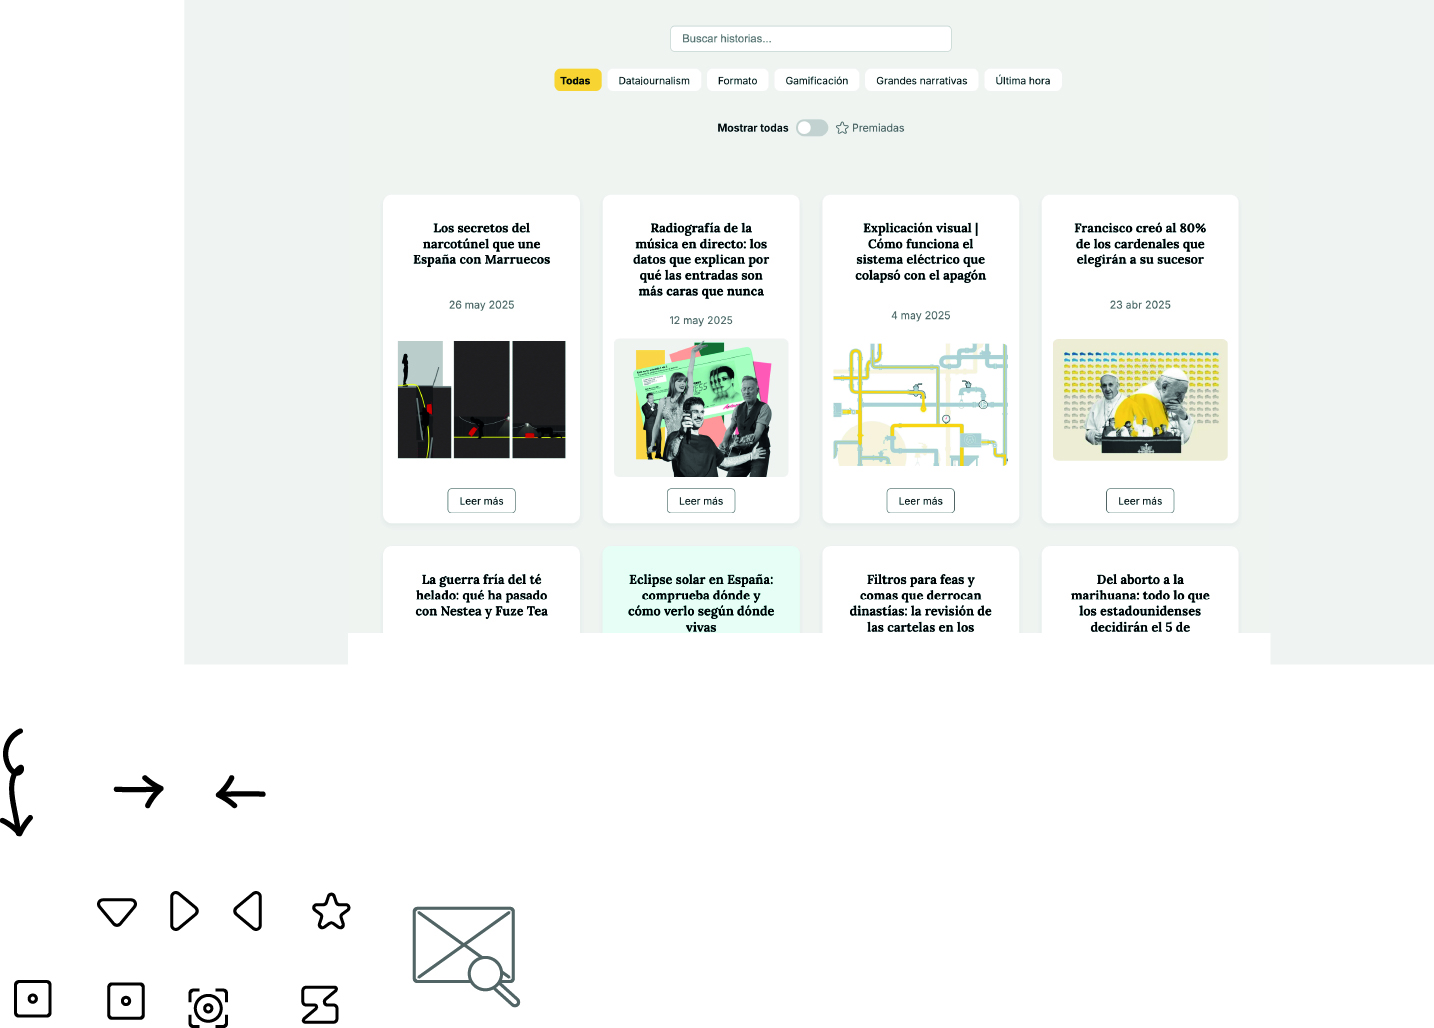 Buscar historias...
Todas
Datajournalism
Formato
Gamificación
Grandes narrativas
Última hora
Mostrar todas
Premiadas
Los secretos del
narcotúnel que une
España con Marruecos
26 may 2025
Leer más
Radiografía de la
música en directo: los
datos que explican por
qué las entradas son
más caras que nunca
12 may 2025
Leer más
Explicación visual |
Cómo funciona el
sistema eléctrico que
colapsó con el apagón
4 may 2025
Leer más
Francisco creó al 80%
de los cardenales que
elegirán a su sucesor
23 abr 2025
Leer más
La guerra fría del té
helado: qué ha pasado
con Nestea y Fuze Tea
Eclipse solar en España:
comprueba dónde y
cómo verlo según dónde
vivas
Filtros para feas y
comas que derrocan
dinastías: la revisión de
las cartelas en los
Del aborto a la
marihuana: todo lo que
los estadounidenses
decidirán el 5 de